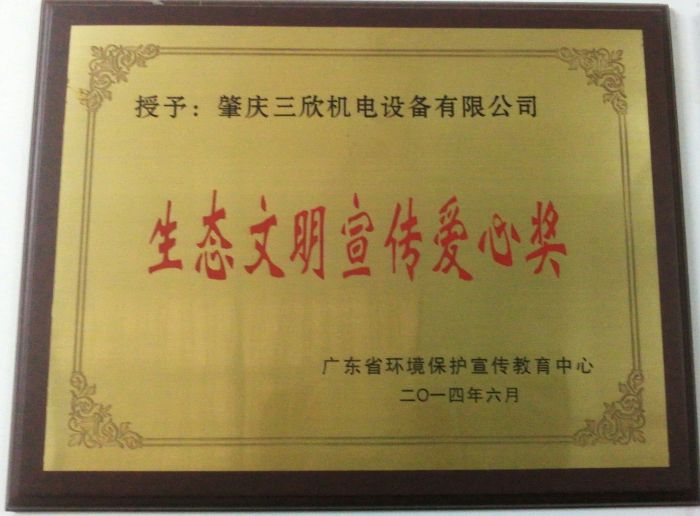 授予：肇庆三欣机电设备有限公司
生态文明宣传爱心奖
广东省环境保护宣传教育中心
二〇一四年六月